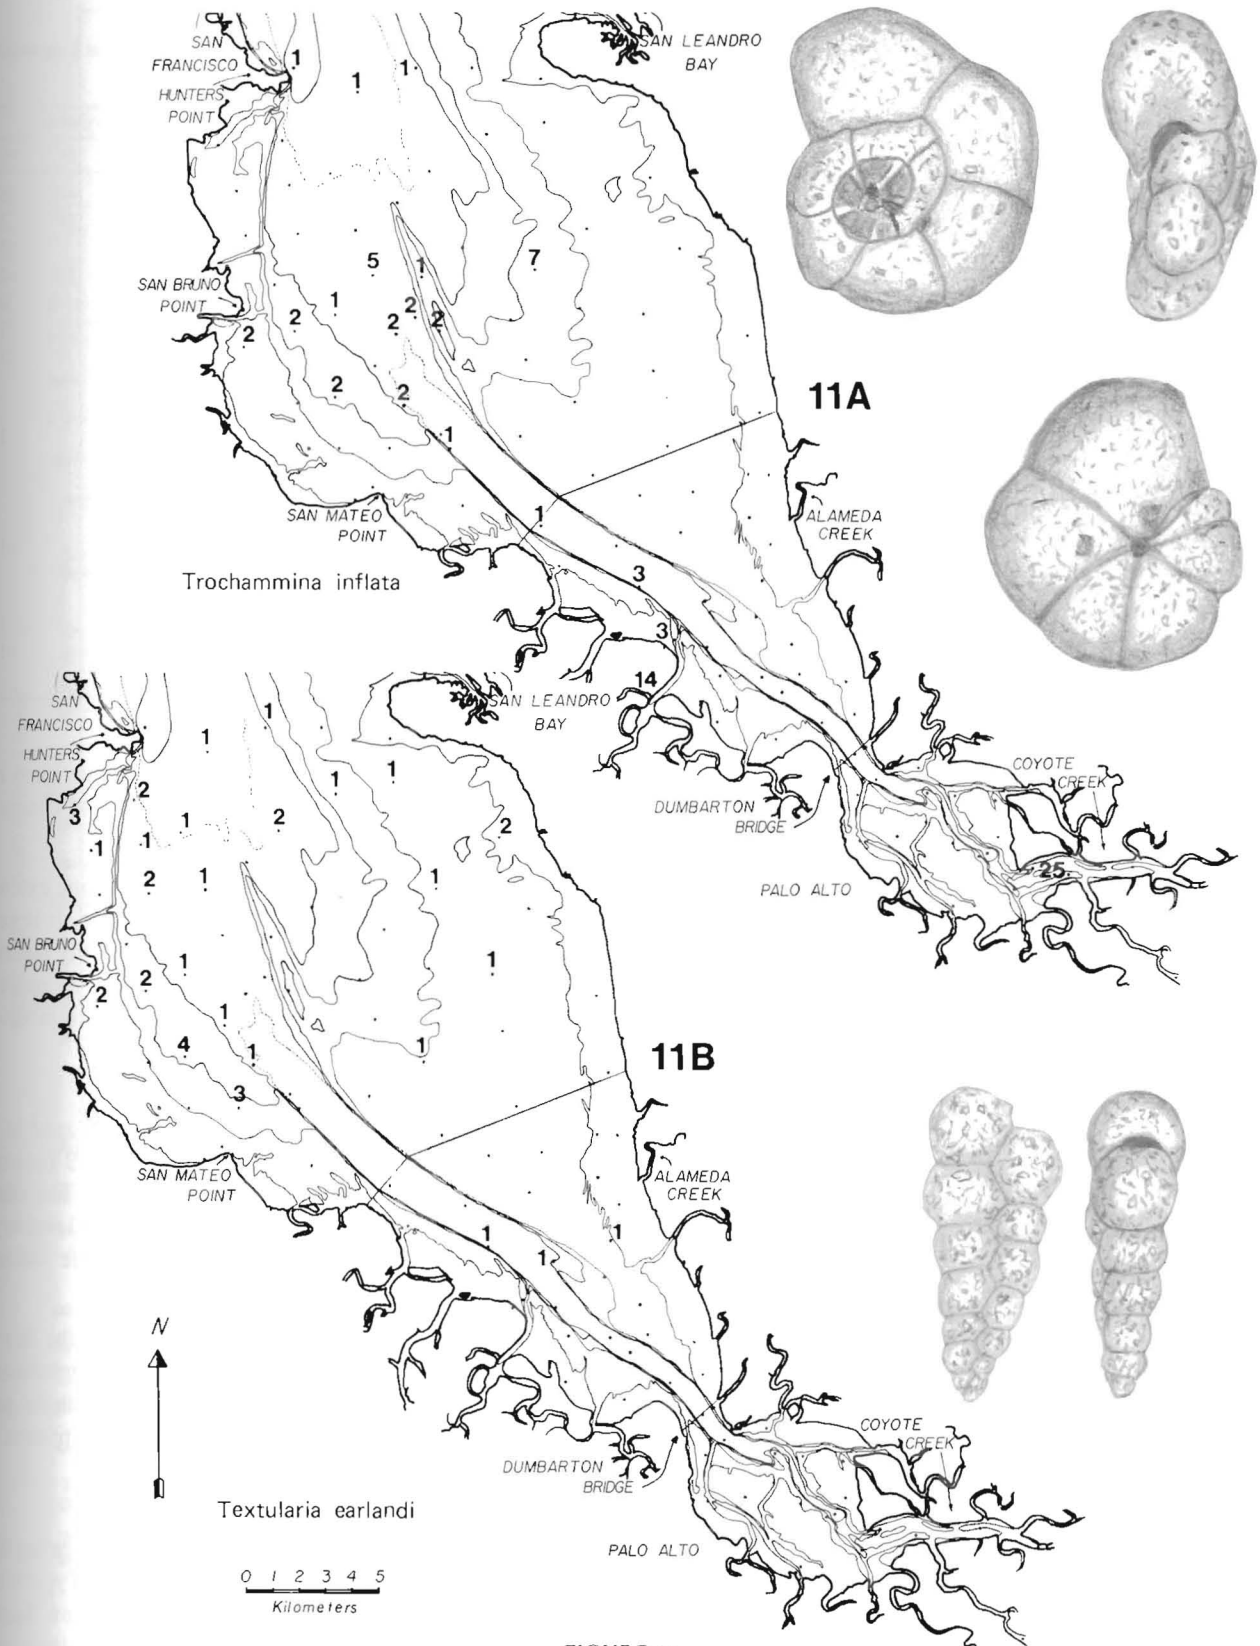 SAN
FRANCISCO
HUNTERS
POINT
1
1
1
SAN LEANDRO
BAY
5
1
7
SAN BRUNO
POINT
1
2
2
2
2
2
2
2
1
11A
SAN MATEO
POINT
1
ALAMEDA
CREEK
Trochammina inflata
3
3
14
DUMBARTON
BRIDGE
COYOTE
CREEK
PALO ALTO
25
SAN
FRANCISCO
HUNTERS
POINT
1
1
SAN LEANDRO
BAY
1
1
2
3
1
2
2
1
1
2
1
1
SAN BRUNO
POINT
1
1
2
2
1
4
1
1
3
11B
SAN MATEO
POINT
ALAMEDA
CREEK
1
1
1
N
DUMBARTON
BRIDGE
COYOTE
CREEK
Textularia earlandi
PALO ALTO
0 1 2 3 4 5
Kilometers